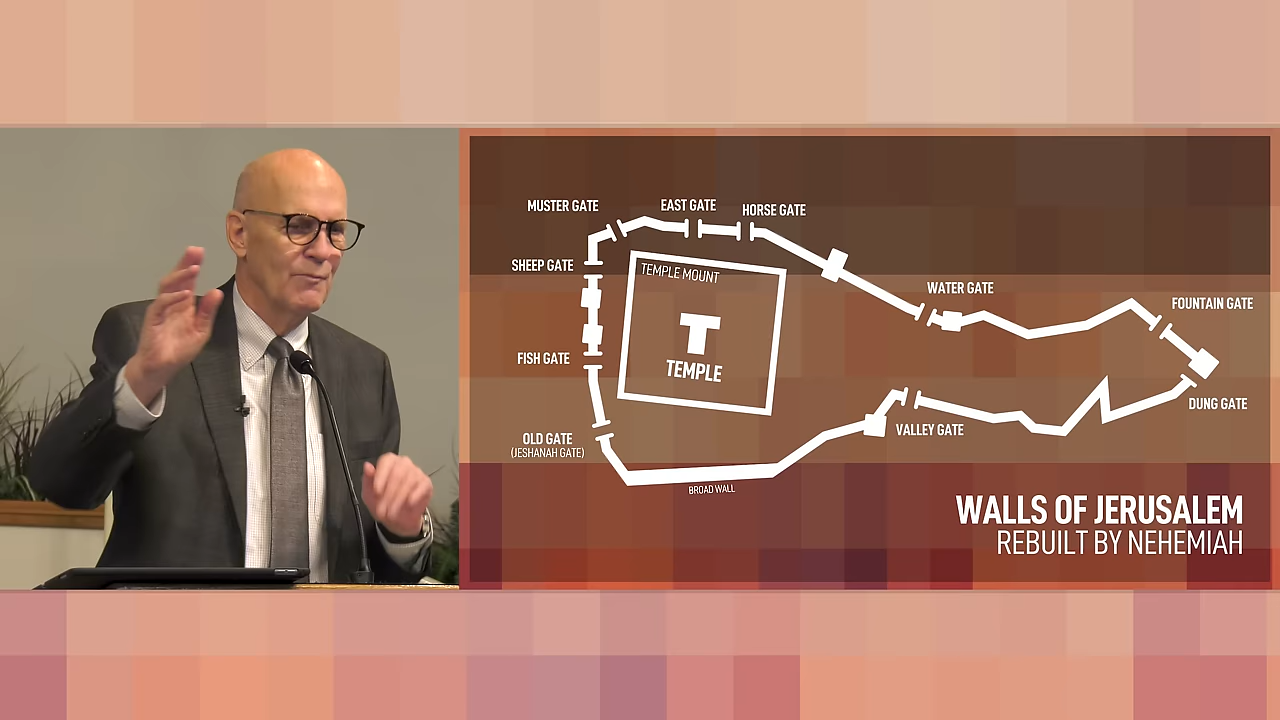 MUSTER GATE
EAST GATE
HORSE GATE
SHEEP GATE
TEMPLE MOUNT
WATER GATE
FOUNTAIN GATE
FISH GATE
TEMPLE
DUNG GATE
VALLEY GATE
OLD GATE
(JESHANAH GATE)
BROAD WALL
WALLS OF JERUSALEM
REBUILT BY NEHEMIAH